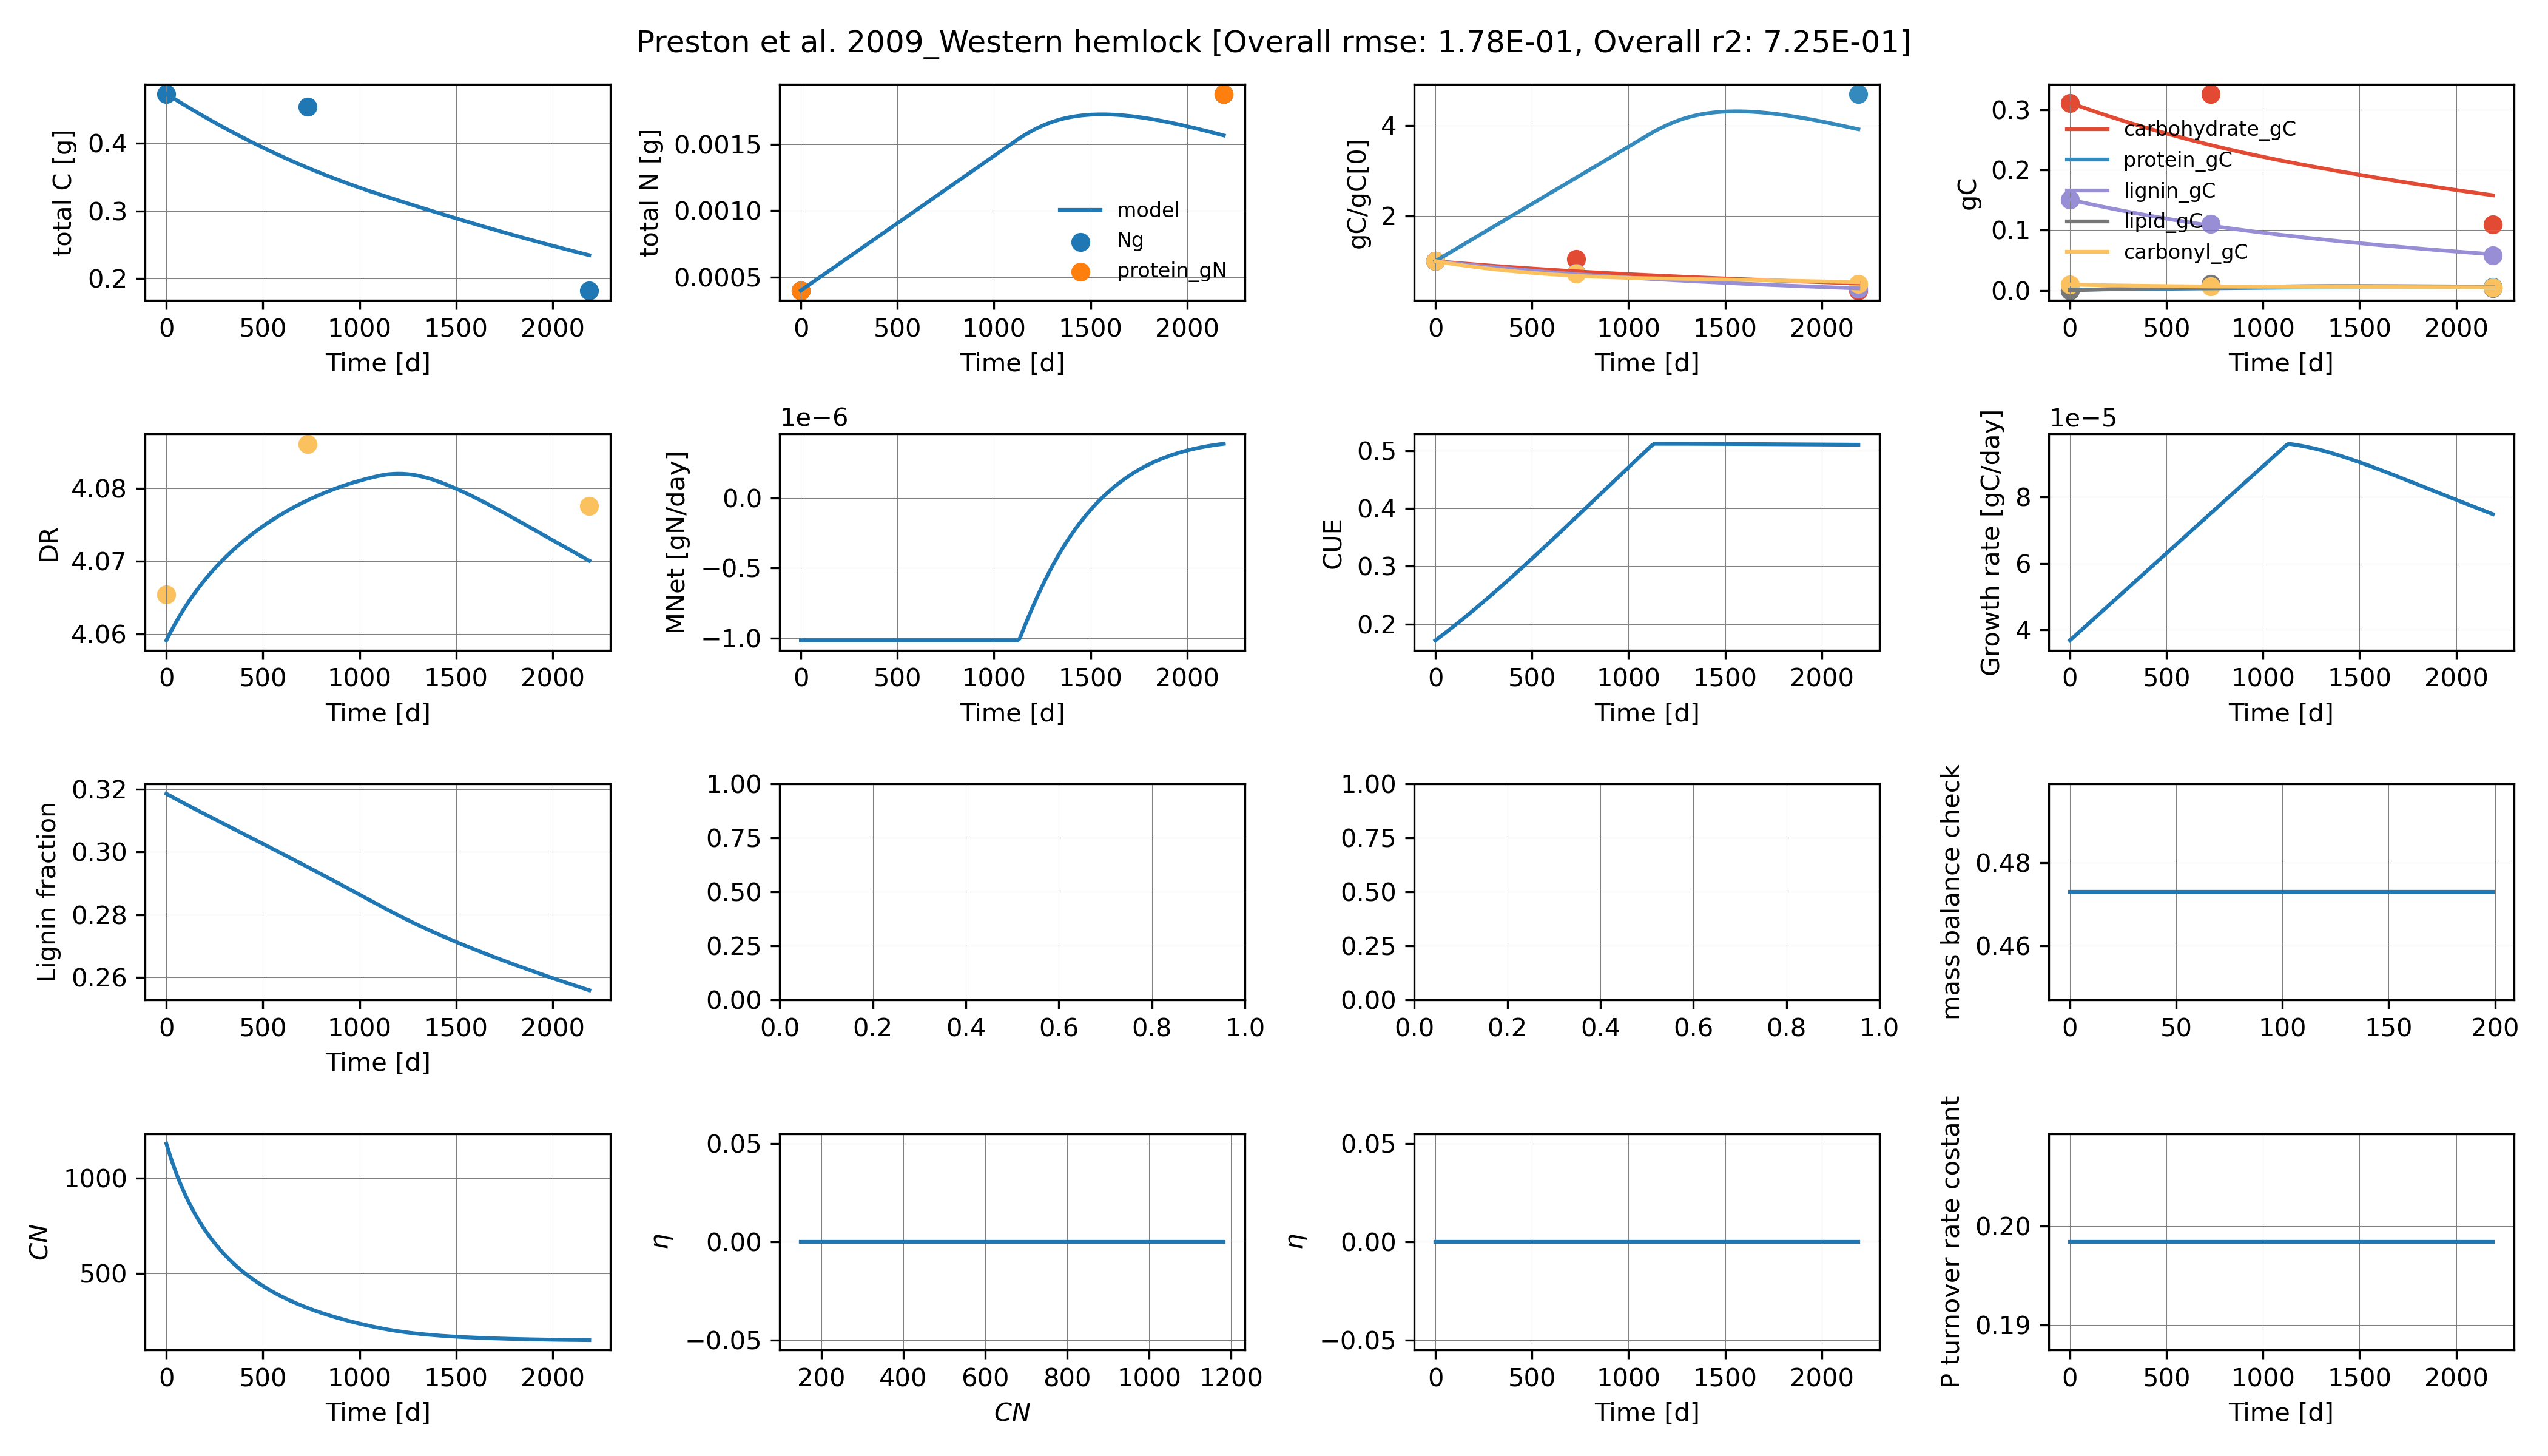 Preston et al. 2009_Western hemlock [Overall rmse: 1.78E-01, Overall r2: 7.25E-01]
total C [g]
0.4
0.3
0.2
0 500 1000 1500 2000
Time [d]
total N [g]
0.0015
0.0010
0.0005
model
Ng
protein_gN
0 500 1000 1500 2000
Time [d]
gC/gC[0]
4
2
0 500 1000 1500 2000
Time [d]
gC
0.3
0.2
0.1
0.0
carbohydrate_gC
protein_gC
lignin_gC
lipid_gC
carbonyl_gC
0 500 1000 1500 2000
Time [d]
DR
4.08
4.07
4.06
0 500 1000 1500 2000
Time [d]
1e−6
MNet [gN/day]
0.0
−0.5
−1.0
0 500 1000 1500 2000
Time [d]
CUE
0.5
0.4
0.3
0.2
0 500 1000 1500 2000
Time [d]
1e−5
Growth rate [gC/day]
8
6
4
0 500 1000 1500 2000
Time [d]
Lignin fraction
0.32
0.30
0.28
0.26
0 500 1000 1500 2000
Time [d]
1.00
0.75
0.50
0.25
0.00
0.0 0.2 0.4 0.6 0.8 1.0
1.00
0.75
0.50
0.25
0.00
0.0 0.2 0.4 0.6 0.8 1.0
mass balance check
0.48
0.46
0 50 100 150 200
CN
1000
500
0 500 1000 1500 2000
Time [d]
η
0.05
0.00
−0.05
200 400 600 800 1000 1200
CN
η
0.05
0.00
−0.05
0 500 1000 1500 2000
Time [d]
P turnover rate costant
0.20
0.19
0 500 1000 1500 2000
Time [d]